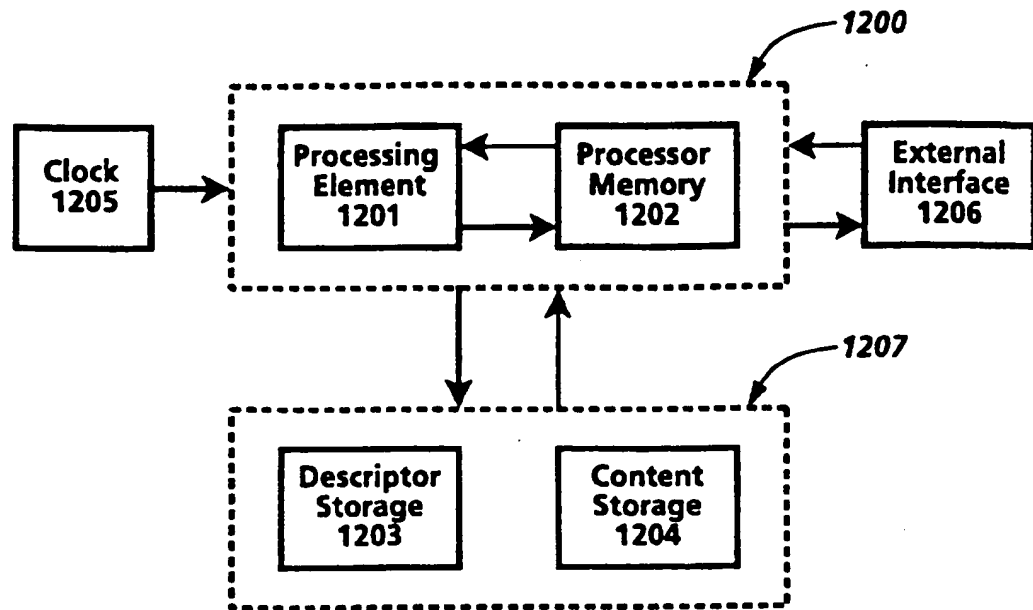 1200
Clock
1205
Processing
Element
1201
Processor
Memory
1202
External
Interface
1206
1207
Descriptor
Storage
1203
Content
Storage
1204